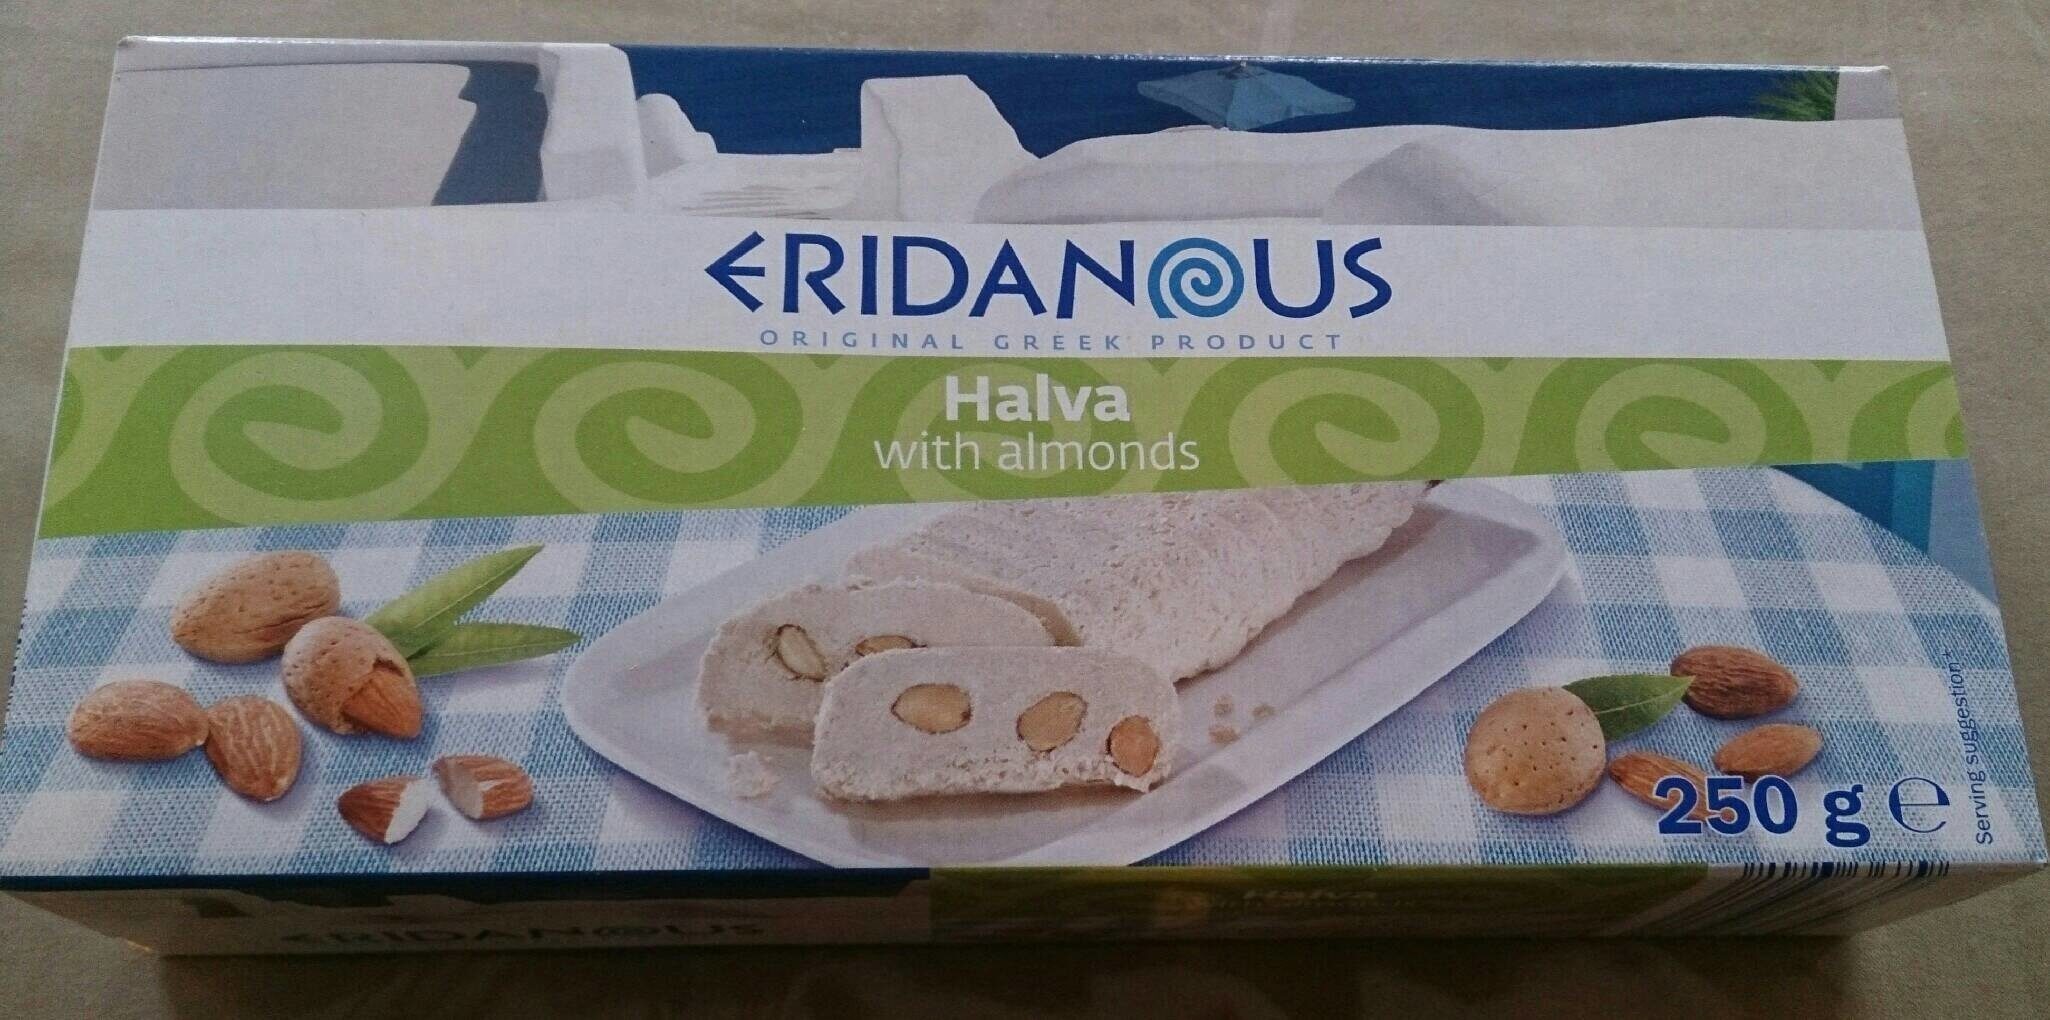 ERIDANOUS
ORIGINAL GREEK PRODUCT
Halva
with almonds
250 g ℮
Serving suggestion
ERIDANOUS
Halva